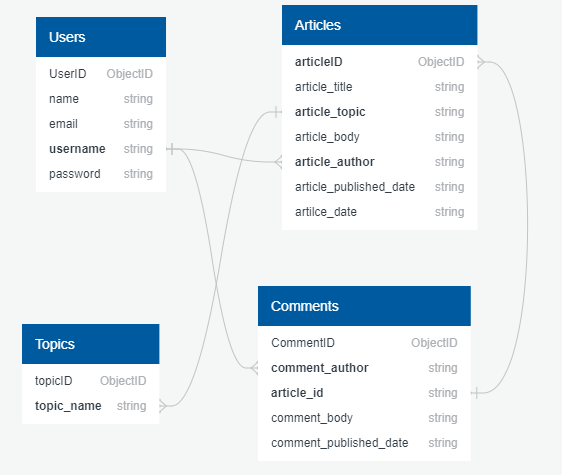 Users
UserID ObjectID
name string
email string
username string
password string
Articles
articleID ObjectID
article_title string
article_topic string
article_body string
article_author string
article_published_date string
artilce_date string
Topics
topicID ObjectID
topic_name string
Comments
CommentID ObjectID
comment_author string
article_id string
comment_body string
comment_published_date string